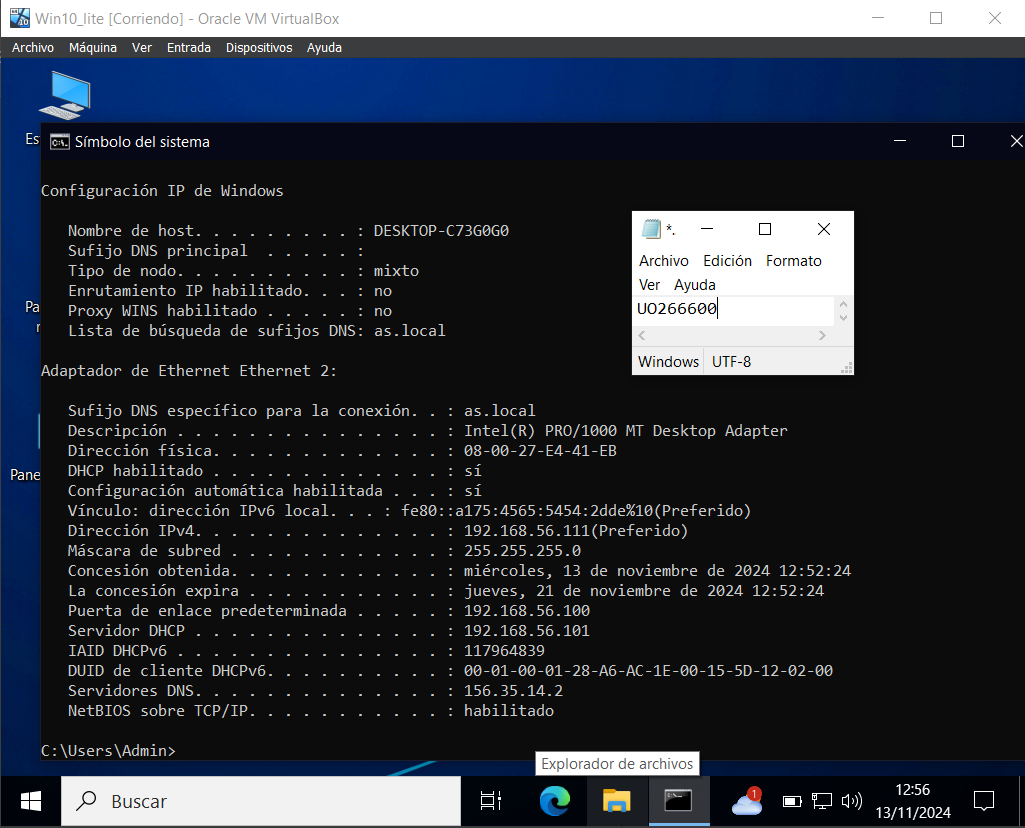 Win10_lite [Corriendo] - Oracle VM VirtualBox
Archivo Máquina Ver Entrada Dispositivos Ayuda
Símbolo del sistema
Configuración IP de Windows
Nombre de host. . . . . . . . . : DESKTOP-C73G0G0
Sufijo DNS principal  . . . . . :
Tipo de nodo. . . . . . . . . . : mixto
Enrutamiento IP habilitado. . . : no
Proxy WINS habilitado . . . . . : no
Lista de búsqueda de sufijos DNS: as.local
*.
Archivo Edición Formato
Ver Ayuda
UO266600
Windows UTF-8
Adaptador de Ethernet Ethernet 2:
Sufijo DNS específico para la conexión. . : as.local
Descripción . . . . . . . . . . . . . . . : Intel(R) PRO/1000 MT Desktop Adapter
Dirección física. . . . . . . . . . . . . : 08-00-27-E4-41-EB
DHCP habilitado . . . . . . . . . . . . . : sí
Configuración automática habilitada . . . : sí
Vínculo: dirección IPv6 local. . . : fe80::a175:4565:5454:2dde%10(Preferido)
Dirección IPv4. . . . . . . . . . . . . . : 192.168.56.111(Preferido)
Máscara de subred . . . . . . . . . . . . : 255.255.255.0
Concesión obtenida. . . . . . . . . . . . : miércoles, 13 de noviembre de 2024 12:52:24
La concesión expira . . . . . . . . . . . : jueves, 21 de noviembre de 2024 12:52:24
Puerta de enlace predeterminada . . . . . : 192.168.56.100
Servidor DHCP . . . . . . . . . . . . . . : 192.168.56.101
IAID DHCPv6 . . . . . . . . . . . . . . . : 117964839
DUID de cliente DHCPv6. . . . . . . . . . : 00-01-00-01-28-A6-AC-1E-00-15-5D-12-02-00
Servidores DNS. . . . . . . . . . . . . . : 156.35.14.2
NetBIOS sobre TCP/IP. . . . . . . . . . . : habilitado
C:\Users\Admin>
Explorador de archivos
Buscar
1
12:56
13/11/2024